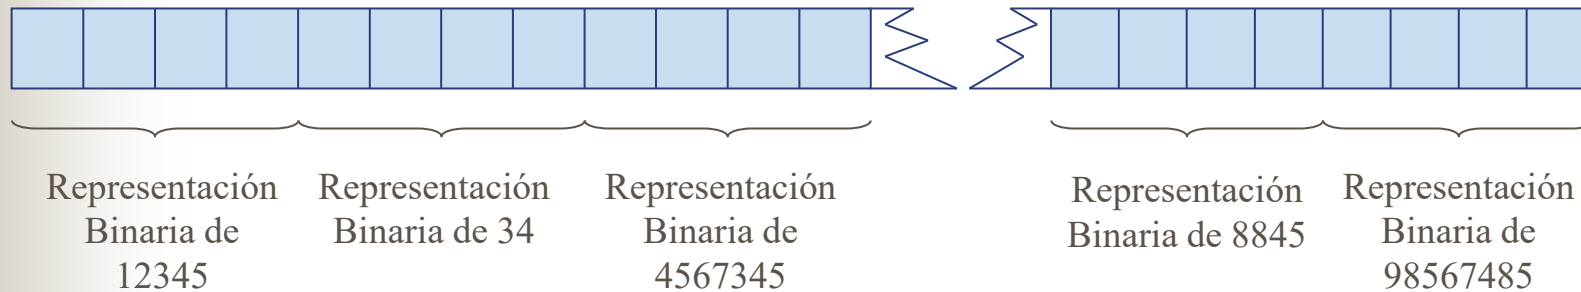 Representación
Binaria de
12345
Representación
Binaria de 34
Representación
Binaria de
4567345
Representación
Binaria de 8845
Representación
Binaria de
98567485